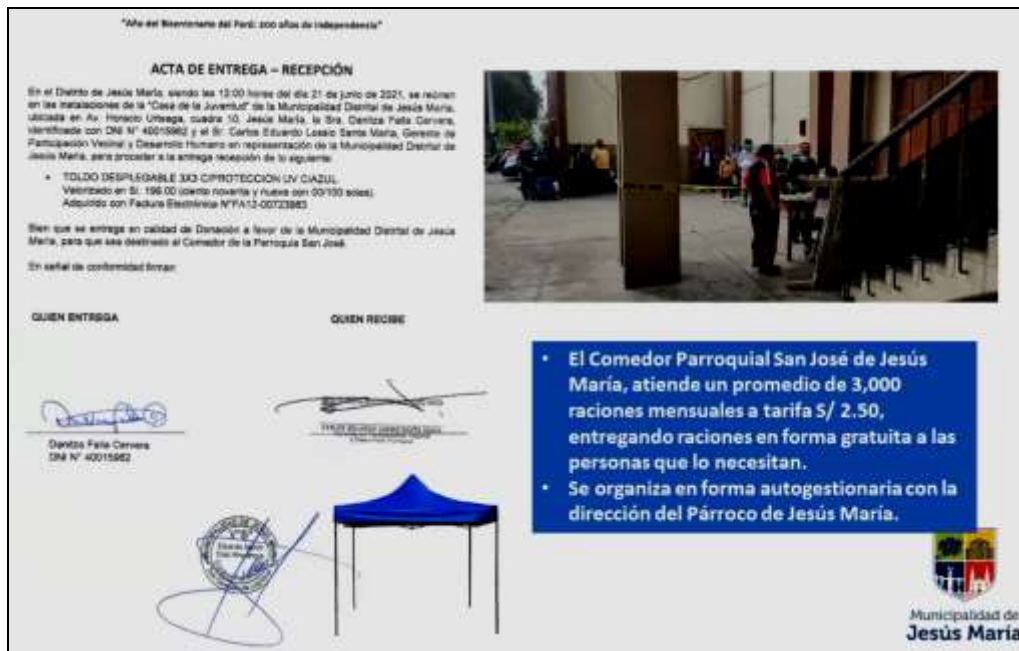 "Año del Bicentenario del Perú: 200 años de Independencia"
ACTA DE ENTREGA – RECEPCIÓN
En el Distrito de Jesús María, siendo las 12:00 horas del día 21 de junio de 2021, se reúnen
en las instalaciones de la "Casa de la Juventud" de la Municipalidad Distrital de Jesús María,
ubicada en Av. Horacio Urteaga, cuadra 10, Jesús María, la Sra. Danitza Falla Cervera,
identificada con DNI N° 40015962 y el Sr. Carlos Eduardo Lossio Santa María, Gerente de
Participación Vecinal y Desarrollo Humano en representación de la Municipalidad Distrital de
Jesús María, para proceder a la entrega recepción de lo siguiente:
• TOLDO DESPLEGABLE 3X3 C/PROTECCIÓN UV C/AZUL
Valorizado en S/. 199.00 (ciento noventa y nueve con 00/100 soles)
Adquirido con Factura Electrónica N°FA12-00723983
Bien que se entrega en calidad de Donación a favor de la Municipalidad Distrital de Jesús
María, para que sea destinado al Comedor de la Parroquia San José.
En señal de conformidad firman:
QUIEN ENTREGA
QUIEN RECIBE
Danitza Falla Cervera
DNI N° 40015962
• El Comedor Parroquial San José de Jesús
María, atiende un promedio de 3,000
raciones mensuales a tarifa S/ 2.50,
entregando raciones en forma gratuita a las
personas que lo necesitan.
• Se organiza en forma autogestionaria con la
dirección del Párroco de Jesús María.
Municipalidad de
Jesús María